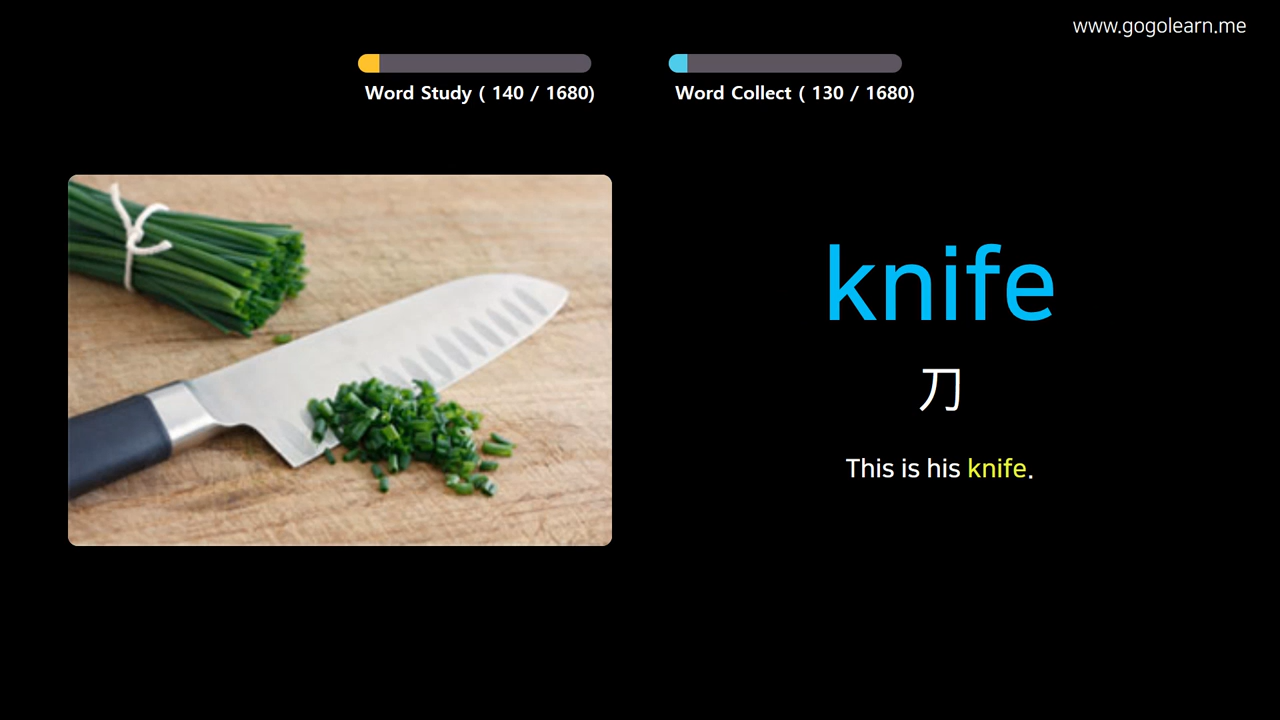 www.gogolearn.me
Word Study ( 140 / 1680)
Word Collect ( 130 / 1680)
knife
刀
This is his knife.